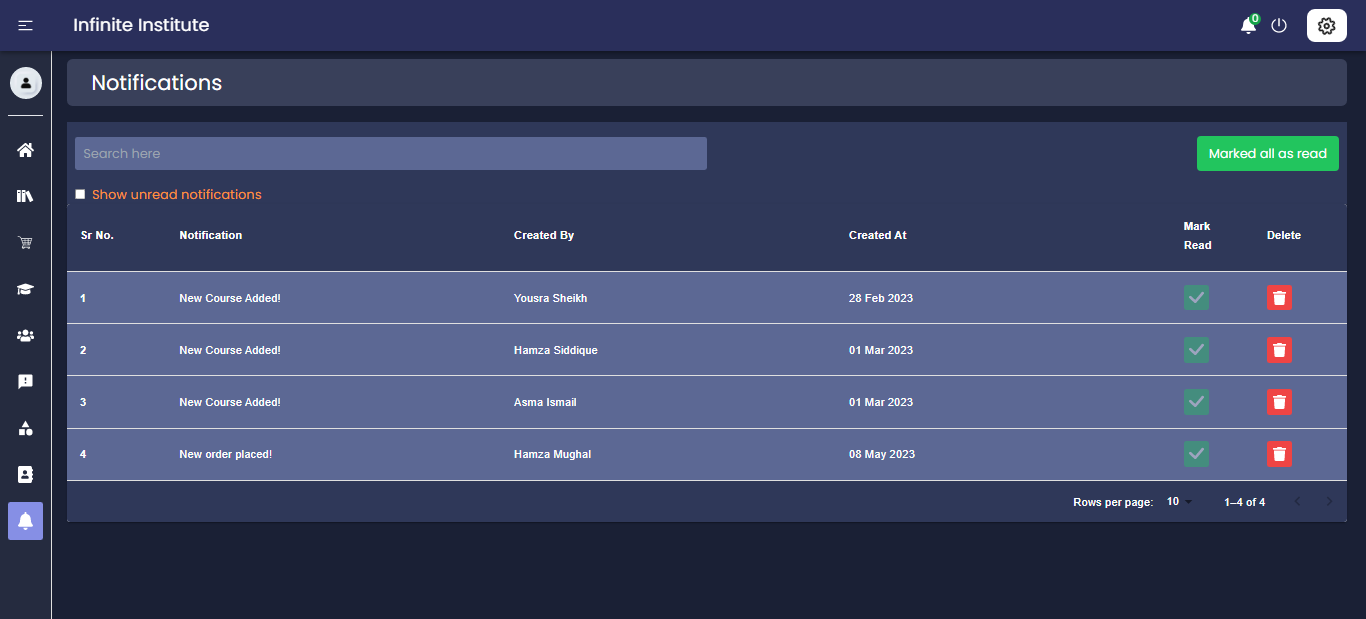 Infinite Institute
0
Notifications
Search here
Marked all as read
Show unread notifications
Sr No. Notification Created By Created At Mark Read Delete
1 New Course Added! Yousra Sheikh 28 Feb 2023
2 New Course Added! Hamza Siddique 01 Mar 2023
3 New Course Added! Asma Ismail 01 Mar 2023
4 New order placed! Hamza Mughal 08 May 2023
Rows per page: 10 1–4 of 4